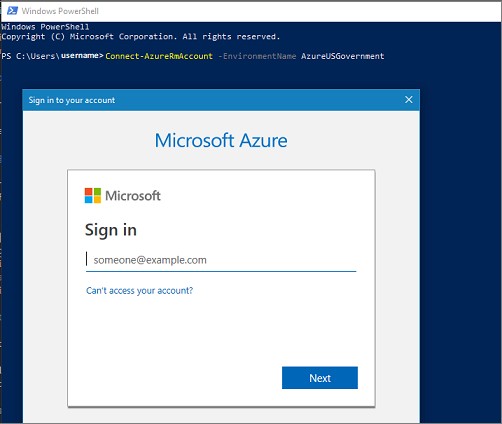 Windows PowerShell
Windows PowerShell
Copyright (C) Microsoft Corporation. All rights reserved.
PS C:\Users\username> Connect-AzureRmAccount -EnvironmentName AzureUSGovernment
Sign in to your account
Microsoft Azure
Microsoft
Sign in
someone@example.com
Can't access your account?
Next